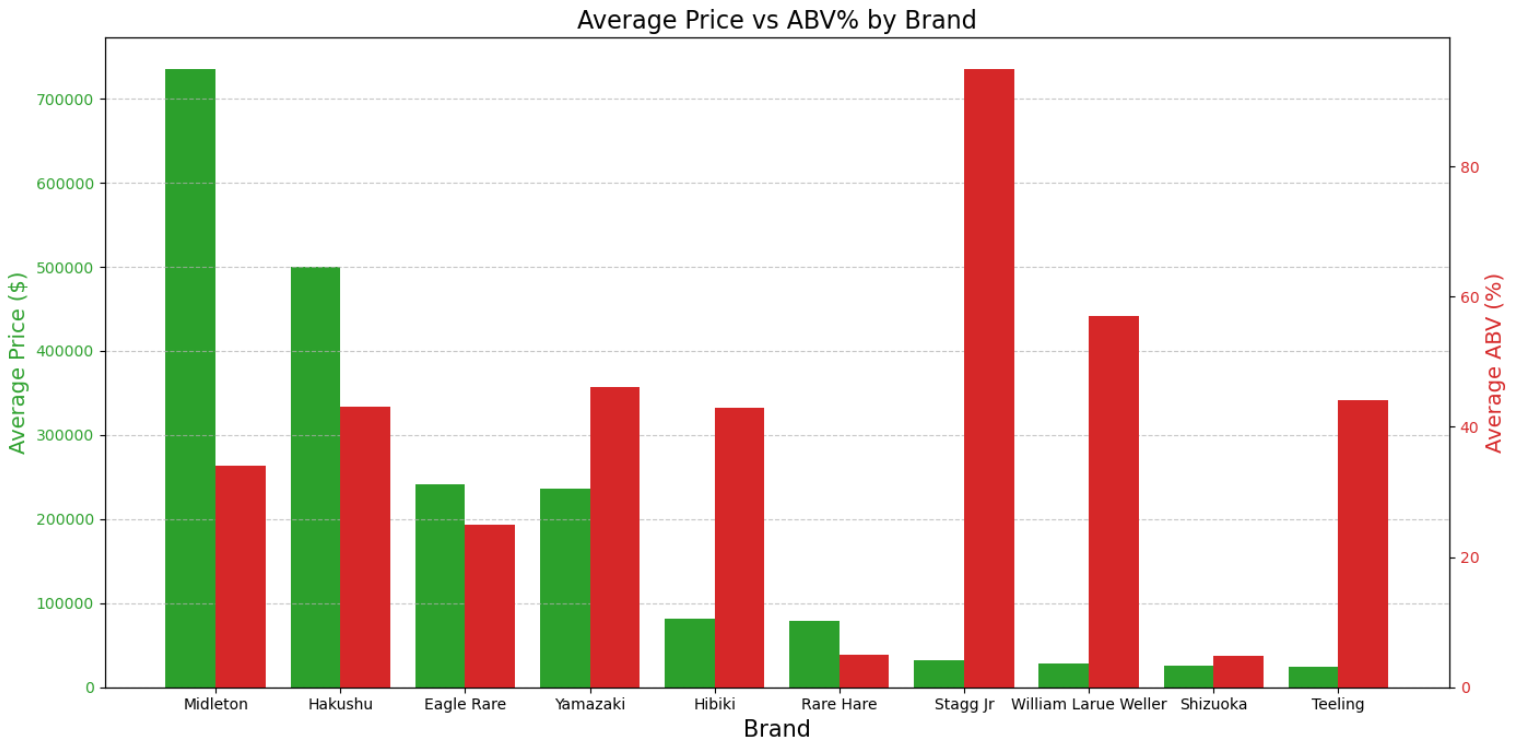 Average Price vs ABV% by Brand
Average Price ($)
700000
600000
500000
400000
300000
200000
100000
0
Average ABV (%)
80
60
40
20
0
Midleton Hakushu Eagle Rare Yamazaki Hibiki Rare Hare Stagg Jr William Larue Weller Shizuoka Teeling
Brand